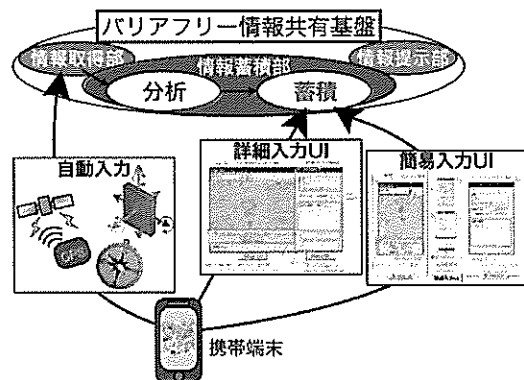 バリアフリー情報共有基盤
情報取得部
情報蓄積部
情報提示部
分析
蓄積
自動入力
詳細入力UI
簡易入力UI
携帯端末